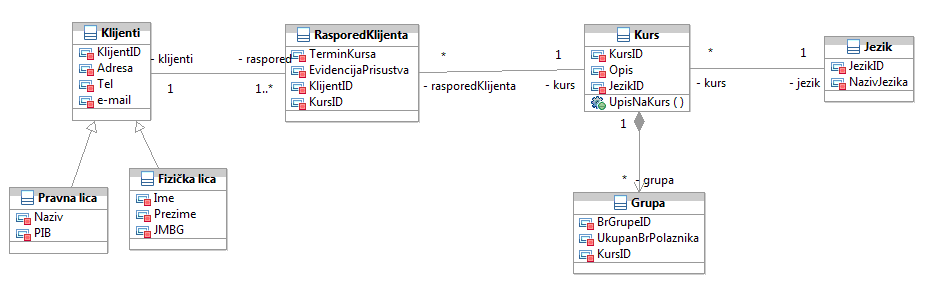 Klijenti
KlijentID
Adresa
Tel
e-mail
- klijenti
1
- raspored
1..*
RasporedKlijenta
TerminKursa
EvidencijaPrisustva
KlijentID
KursID
*
- rasporedKlijenta
1
- kurs
Kurs
KursID
Opis
JezikID
UpisNaKurs ( )
*
- kurs
1
- jezik
Jezik
JezikID
NazivJezika
1
* - grupa
Pravna lica
Naziv
PIB
Fizička lica
Ime
Prezime
JMBG
Grupa
BrGrupeID
UkupanBrPolaznika
KursID